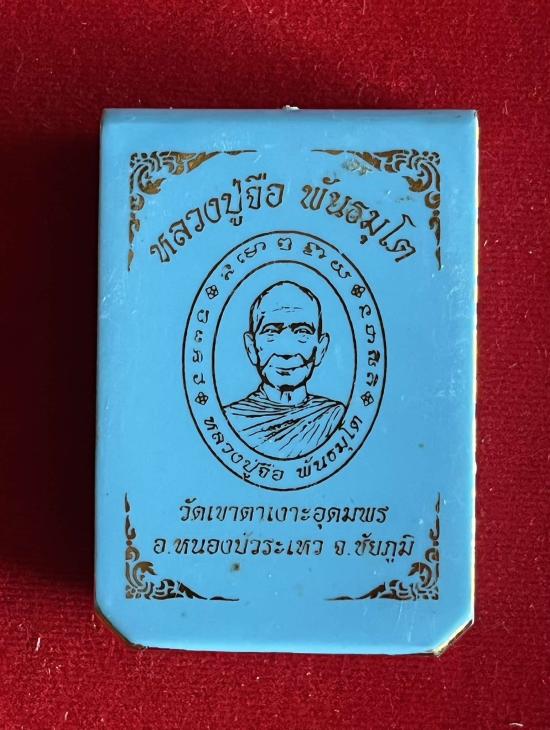 หลวงปู่จือ พันธมุโต
หลวงปู่จือ พันธมุโต
วัดเขาตาเงาะอุดมพร
อ.หนองบัวระเหว จ.ชัยภูมิ